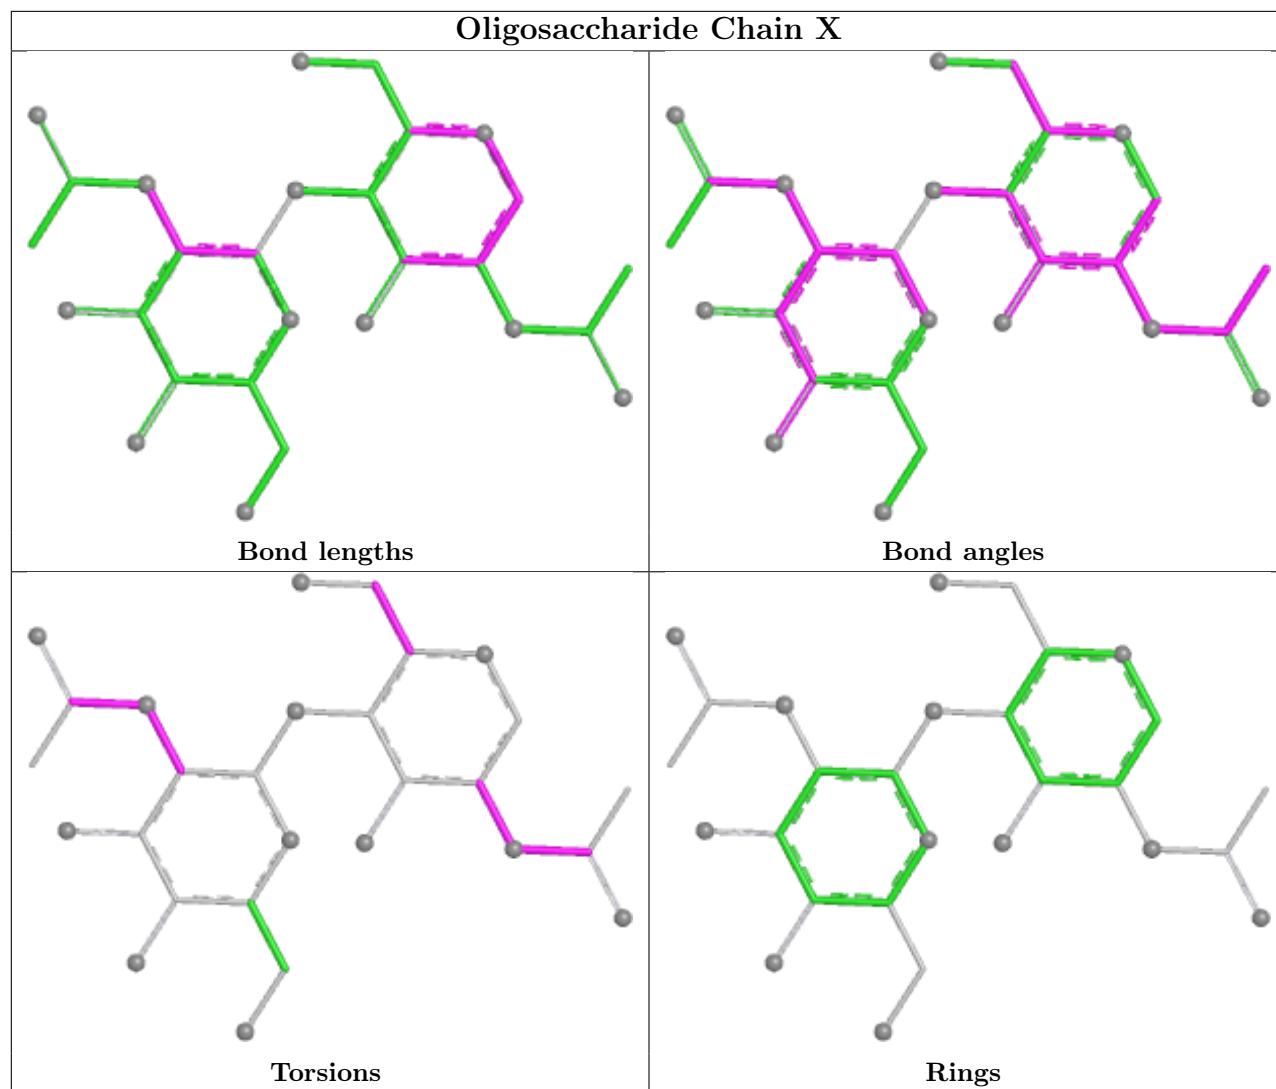 Oligosaccharide Chain X
Bond lengths
Bond angles
Torsions
Rings